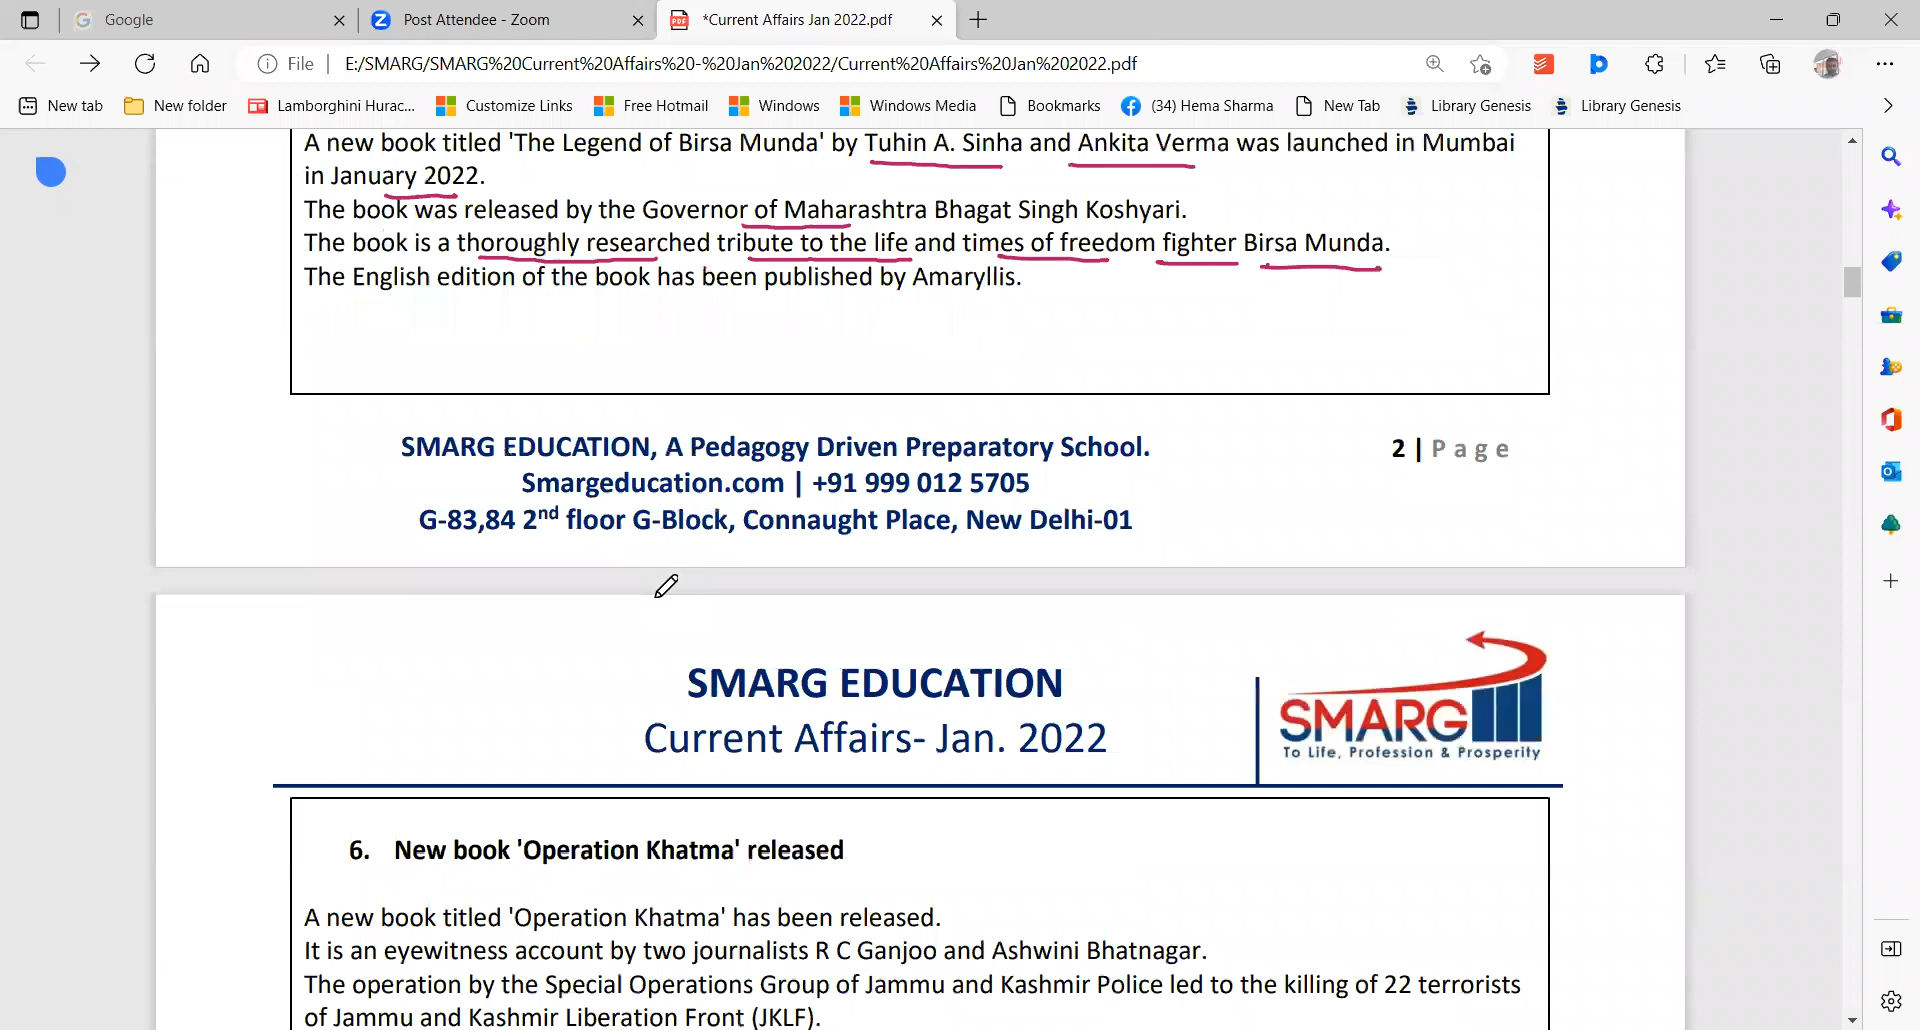 Google
Post Attendee - Zoom
*Current Affairs Jan 2022.pdf
File
E:/SMARG/SMARG%20Current%20Affairs%20-%20Jan%202022/Current%20Affairs%20Jan%202022.pdf
New tab
New folder
Lamborghini Hurac...
Customize Links
Free Hotmail
Windows
Windows Media
Bookmarks
(34) Hema Sharma
New Tab
Library Genesis
Library Genesis
A new book titled 'The Legend of Birsa Munda' by Tuhin A. Sinha and Ankita Verma was launched in Mumbai
in January 2022.
The book was released by the Governor of Maharashtra Bhagat Singh Koshyari.
The book is a thoroughly researched tribute to the life and times of freedom fighter Birsa Munda.
The English edition of the book has been published by Amaryllis.
SMARG EDUCATION, A Pedagogy Driven Preparatory School.
2 | Page
Smargeducation.com | +91 999 012 5705
G-83,84 2nd floor G-Block, Connaught Place, New Delhi-01
SMARG EDUCATION
Current Affairs- Jan. 2022
SMARG
To Life, Profession & Prosperity
6. New book 'Operation Khatma' released
A new book titled 'Operation Khatma' has been released.
It is an eyewitness account by two journalists R C Ganjoo and Ashwini Bhatnagar.
The operation by the Special Operations Group of Jammu and Kashmir Police led to the killing of 22 terrorists
of Jammu and Kashmir Liberation Front (JKLF).